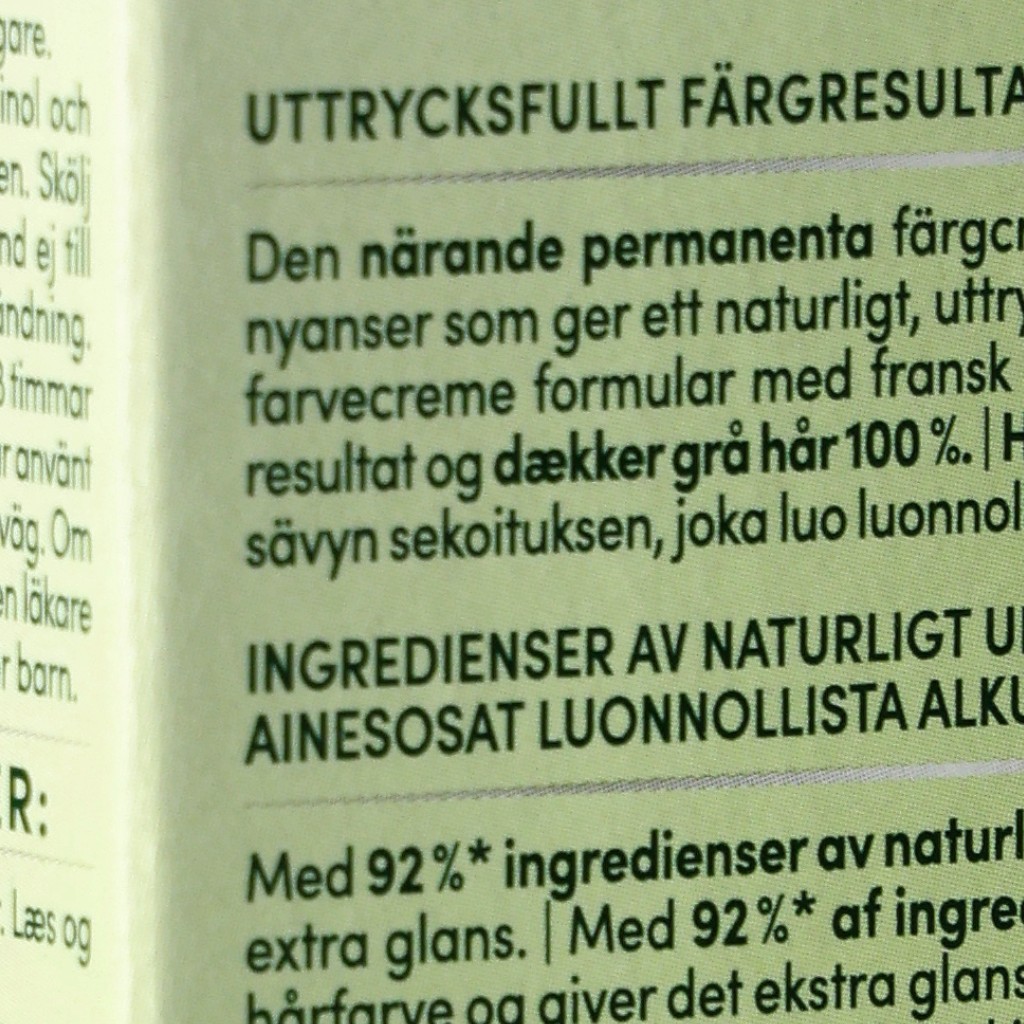 gare.
inol och
en. Skölj
nd ej till
ändning.
3 timmar
r använt
väg. Om
en läkare
r barn.
ER:
: Læs og
UTTRYCKSFULLT FÄRGRESULTA
Den närande permanenta färgcr
nyanser som ger ett naturligt, uttry
farvecreme formular med fransk
resultat og dækker grå hår 100 %. | H
sävyn sekoituksen, joka luo luonnol
INGREDIENSER AV NATURLIGT U
AINESOSAT LUONNOLLISTA ALKU
Med 92 %* ingredienser av naturl
extra glans. | Med 92 %* af ingre
hårfarve og giver det ekstra glans